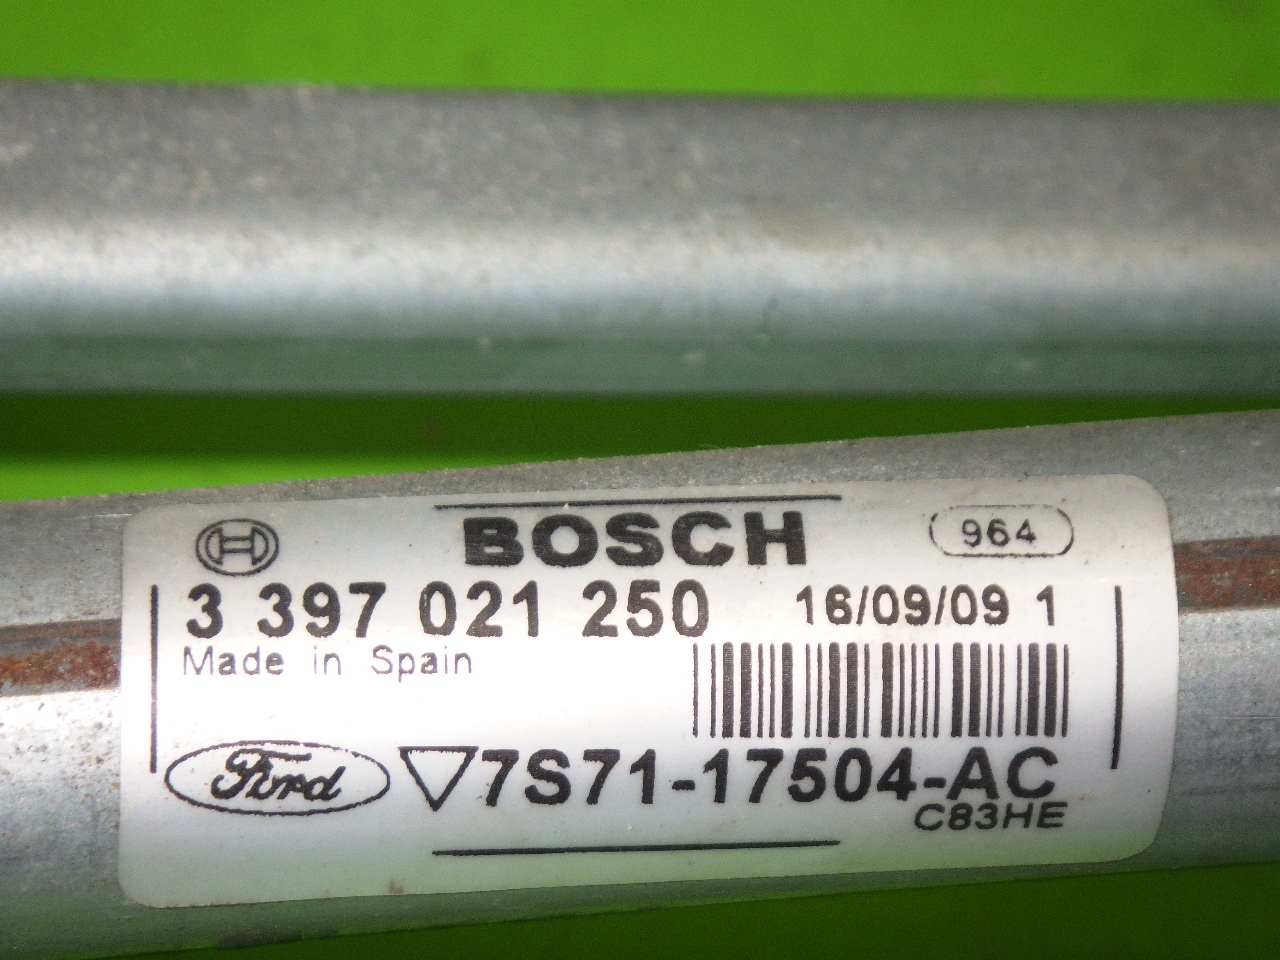 BOSCH
964
3 397 021 250
16/09/09 1
Made in Spain
Ford
7S71-17504-AC
C83HE